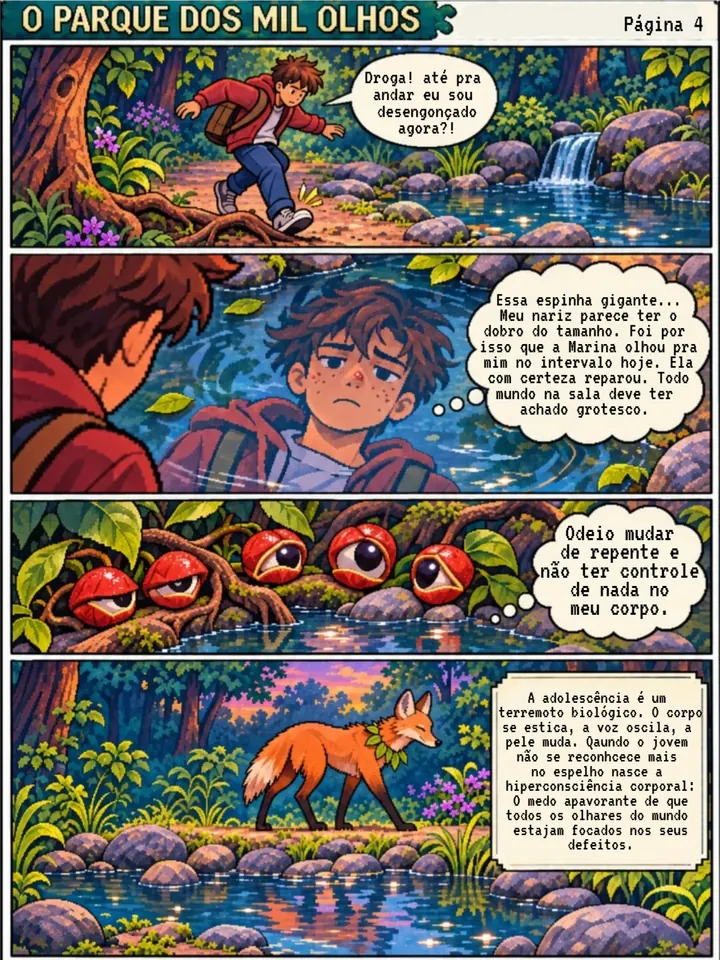 O PARQUE DOS MIL OLHOS
Página 4
Droga! até pra
andar eu sou
desengonçado
agora?!
Essa espinha gigante...
Meu nariz parece ter o
dobro do tamanho. Foi por
isso que a Marina olhou pra
mim no intervalo hoje. Ela
com certeza reparou. Todo
mundo na sala deve ter
achado grotesco.
Odeio mudar
de repente e
não ter controle
de nada no
meu corpo.
A adolescência é um
terremoto biológico. O corpo
se estica, a voz oscila, a
pele muda. Qaundo o jovem
não se reconhcece mais
no espelho nasce a
hiperconsciência corporal:
O medo apavorante de que
todos os olhares do mundo
estajam focados nos seus
defeitos.